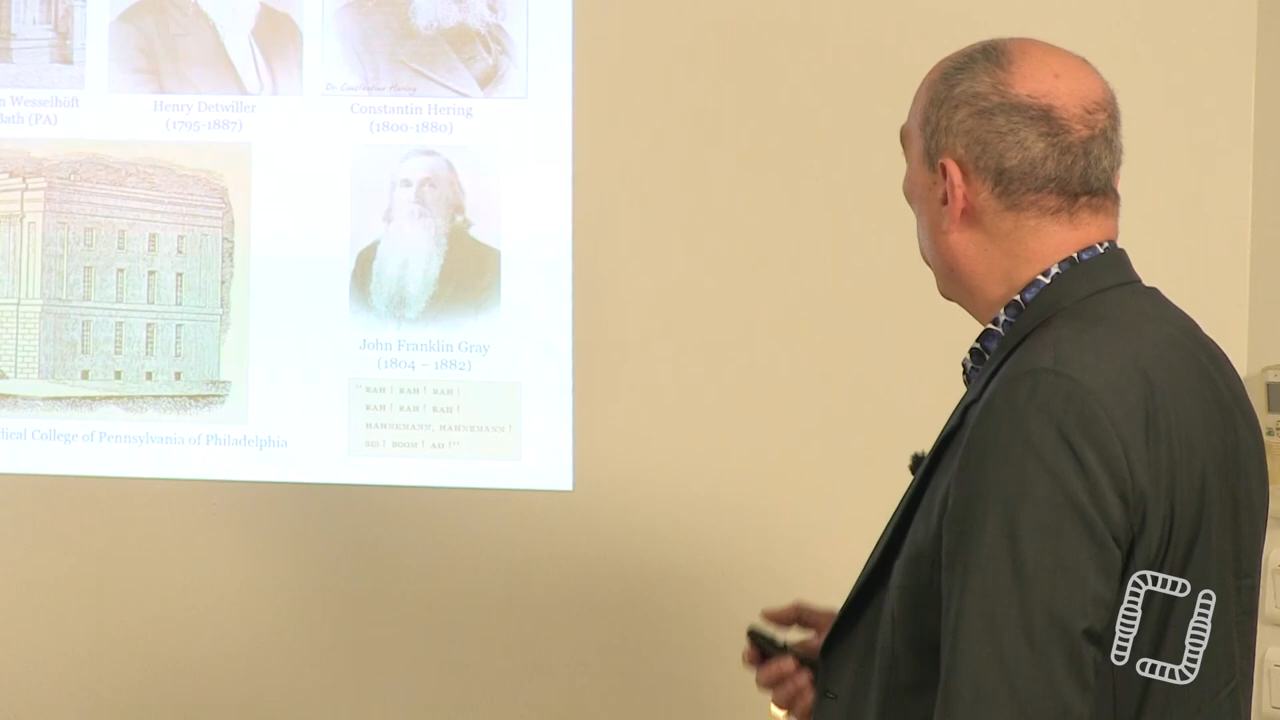 n Wesselhöft
Bath (PA)
Henry Detwiller
(1795-1887)
Dr. Constantine Hering
Constantin Hering
(1800-1880)
John Franklin Gray
(1804 – 1882)
"RAH ! RAH ! RAH !
RAH ! RAH ! RAH !
HAHNEMANN, HAHNEMANN !
SIS ! BOOM ! AH !"
dical College of Pennsylvania of Philadelphia